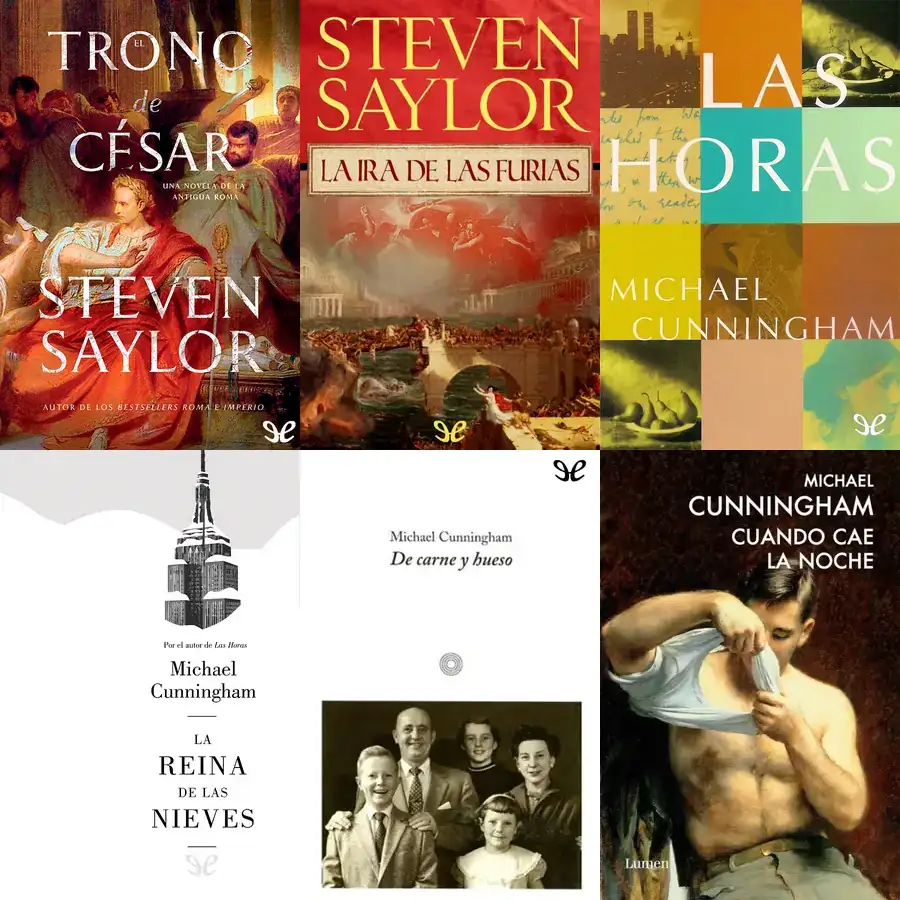 EL
TRONO
de
CÉSAR
UNA NOVELA DE LA
ANTIGUA ROMA
STEVEN
SAYLOR
AUTOR DE LOS BESTSELLERS ROMA E IMPERIO
STEVEN
SAYLOR
LA IRA DE LAS FURIAS
LAS
HORAS
MICHAEL
CUNNINGHAM
Por el autor de Las Horas
Michael
Cunningham
LA
REINA
DE LAS
NIEVES
Michael Cunningham
De carne y hueso
MICHAEL
CUNNINGHAM
CUANDO CAE
LA NOCHE
Lumen